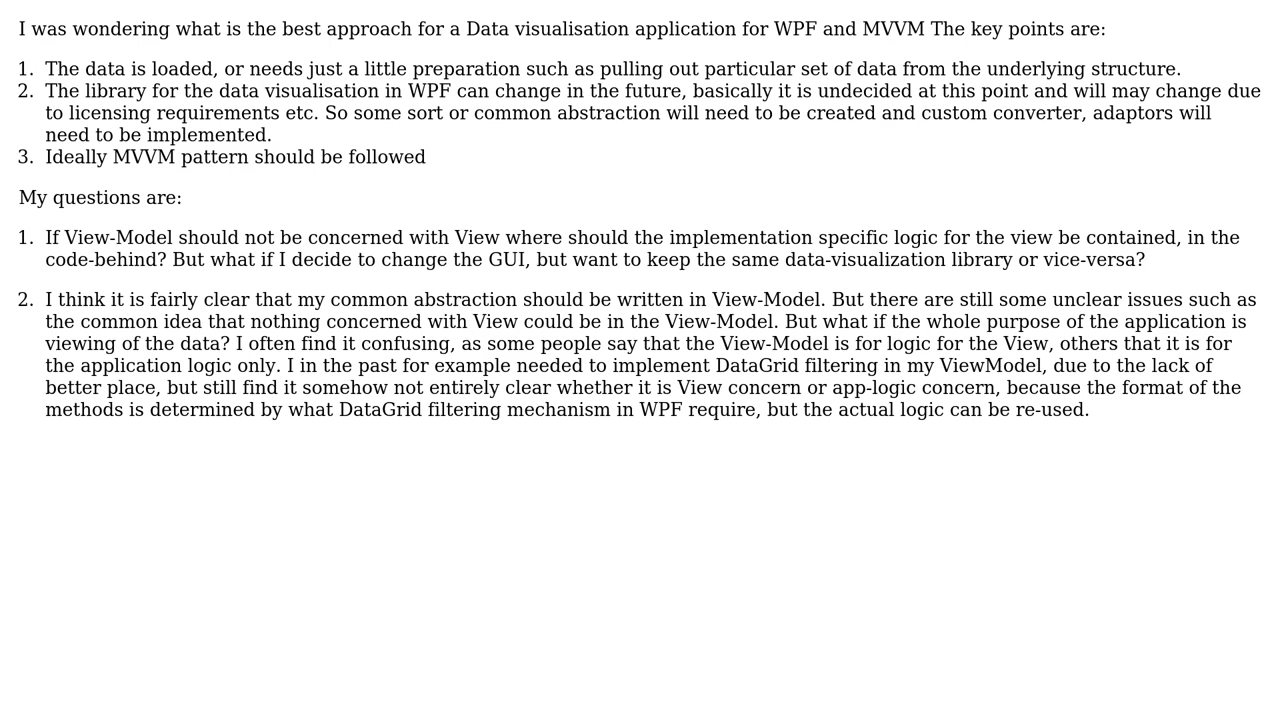 I was wondering what is the best approach for a Data visualisation application for WPF and MVVM The key points are:
1. The data is loaded, or needs just a little preparation such as pulling out particular set of data from the underlying structure.
2. The library for the data visualisation in WPF can change in the future, basically it is undecided at this point and will may change due
to licensing requirements etc. So some sort or common abstraction will need to be created and custom converter, adaptors will
need to be implemented.
3. Ideally MVVM pattern should be followed
My questions are:
1. If View-Model should not be concerned with View where should the implementation specific logic for the view be contained, in the
code-behind? But what if I decide to change the GUI, but want to keep the same data-visualization library or vice-versa?
2. I think it is fairly clear that my common abstraction should be written in View-Model. But there are still some unclear issues such as
the common idea that nothing concerned with View could be in the View-Model. But what if the whole purpose of the application is
viewing of the data? I often find it confusing, as some people say that the View-Model is for logic for the View, others that it is for
the application logic only. I in the past for example needed to implement DataGrid filtering in my ViewModel, due to the lack of
better place, but still find it somehow not entirely clear whether it is View concern or app-logic concern, because the format of the
methods is determined by what DataGrid filtering mechanism in WPF require, but the actual logic can be re-used.